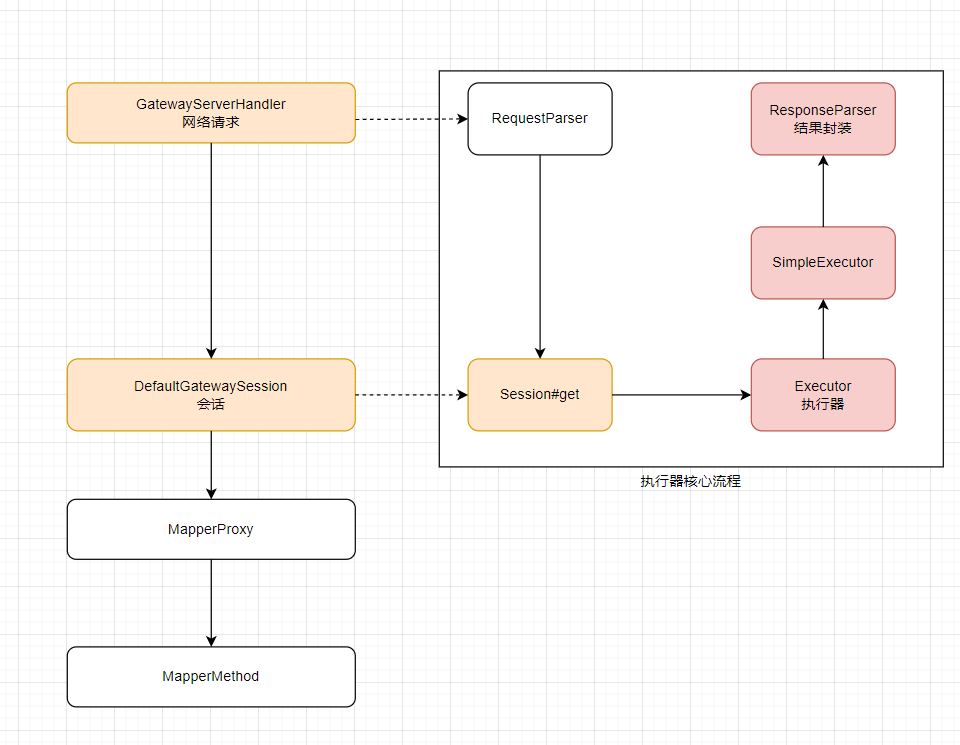 GatewayServerHandler
网络请求
DefaultGatewaySession
会话
MapperProxy
MapperMethod
RequestParser
Session#get
ResponseParser
结果封装
SimpleExecutor
Executor
执行器
执行器核心流程